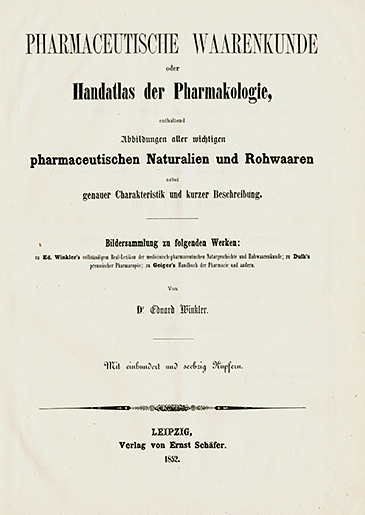 PHARMACEUTISCHE WAARENKUNDE
oder
Handatlas der Pharmakologie,
enthaltend
Abbildungen aller wichtigen
pharmaceutischen Naturalien und Rohwaaren
nebst
genauer Charakteristik und kurzer Beschreibung.
Bildersammlung zu folgenden Werken:
zu Ed. Winkler's vollständigem Real-Lexikon der medicinisch-pharmaceutischen Naturgeschichte und Rohwaarenkunde; zu Dulk's
preussischer Pharmacopöe; zu Geiger's Handbuch der Pharmacie und andern.
Von
Dr Eduard Winkler.
Mit einhundert und sechzig Kupfern.
LEIPZIG,
Verlag von Ernst Schäfer.
1852.